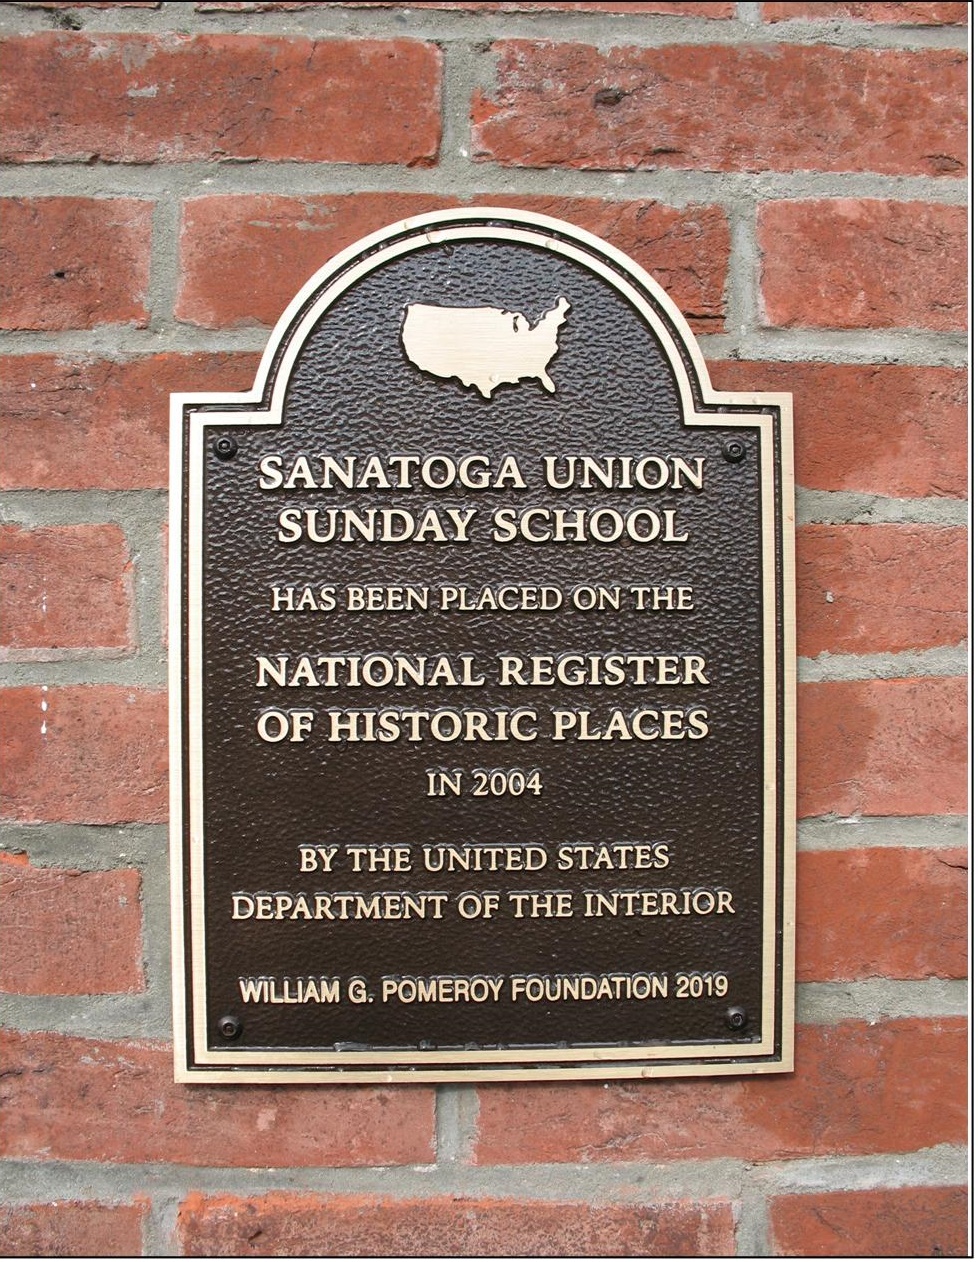 SANATOGA UNION
SUNDAY SCHOOL
HAS BEEN PLACED ON THE
NATIONAL REGISTER
OF HISTORIC PLACES
IN 2004
BY THE UNITED STATES
DEPARTMENT OF THE INTERIOR
WILLIAM G. POMEROY FOUNDATION 2019